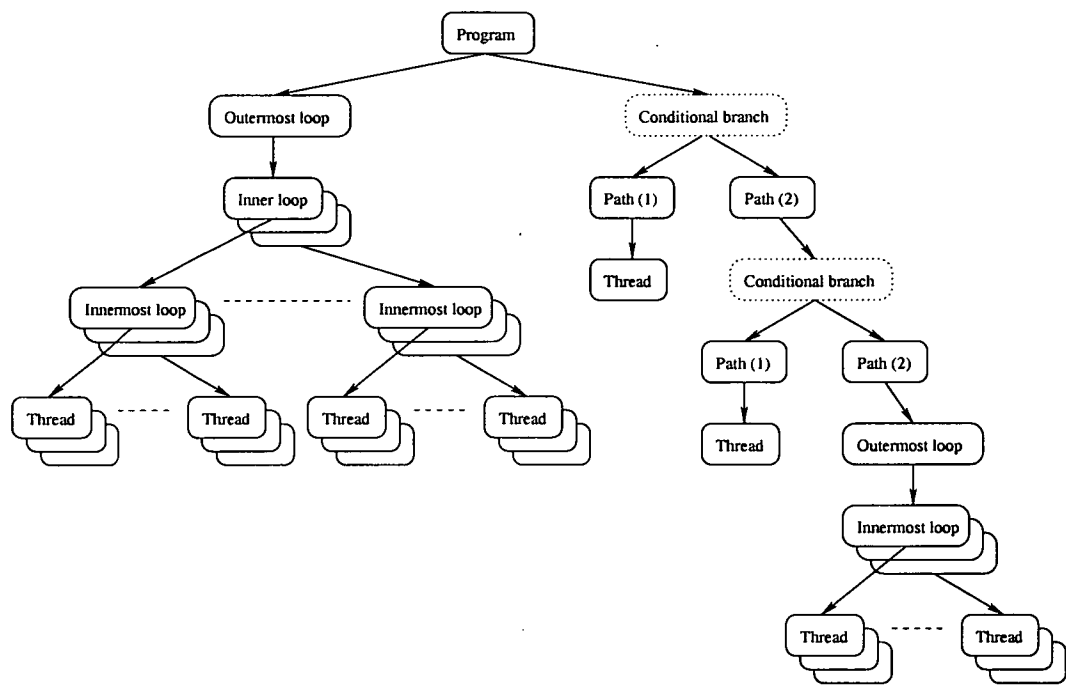 Program
Outermost loop
Conditional branch
Inner loop
Path (1)
Path (2)
Thread
Conditional branch
Innermost loop
Innermost loop
Path (1)
Path (2)
Thread
Thread
Thread
Thread
Thread
Outermost loop
Innermost loop
Thread
Thread